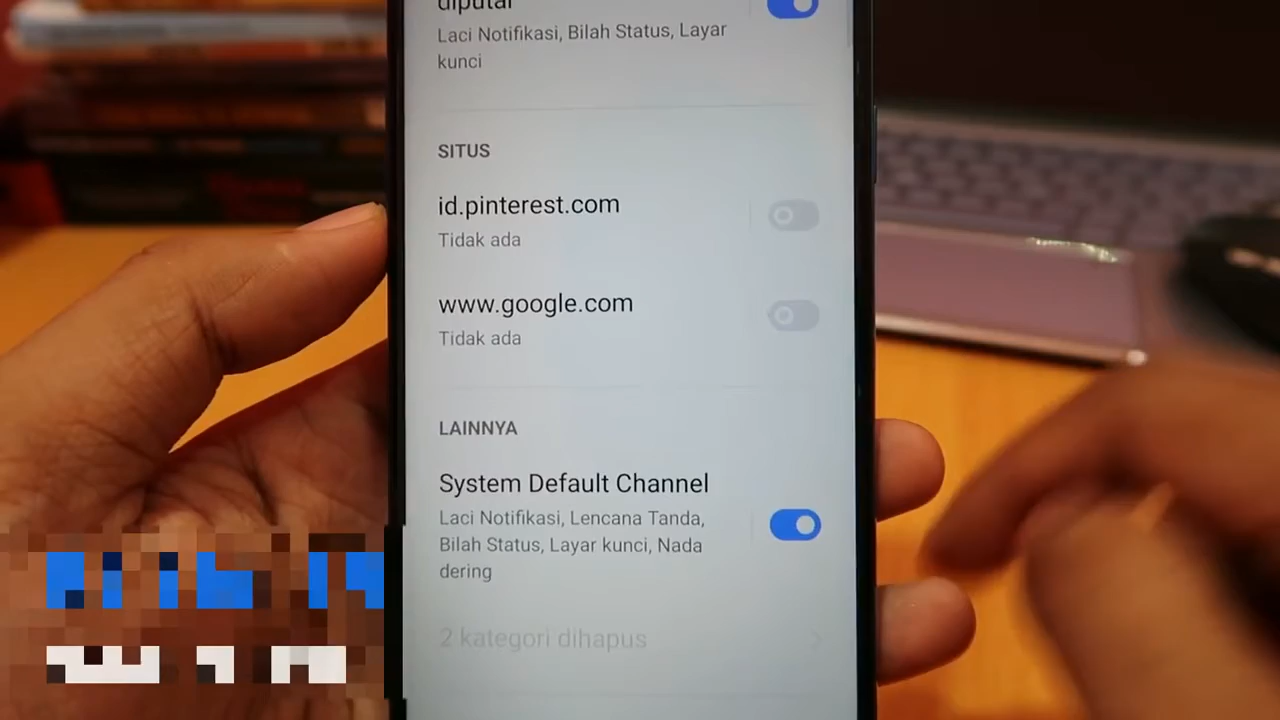 diputar
Laci Notifikasi, Bilah Status, Layar
kunci
SITUS
id.pinterest.com
Tidak ada
www.google.com
Tidak ada
LAINNYA
System Default Channel
Laci Notifikasi, Lencana Tanda,
Bilah Status, Layar kunci, Nada
dering
2 kategori dihapus